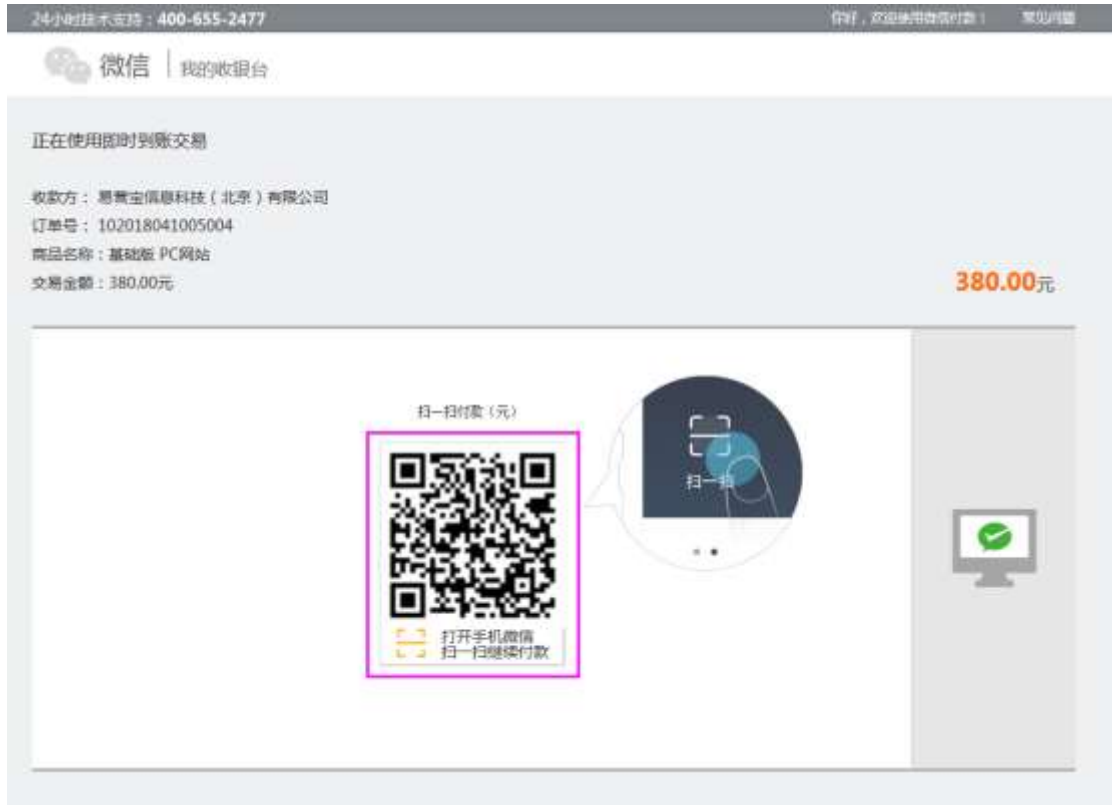 24小时技术支持：400-655-2477
你好，欢迎使用微信付款！ 常见问题
微信 我的收银台
正在使用即时到账交易
收款方： 易营宝信息科技（北京）有限公司
订单号： 102018041005004
商品名称：基础版 PC网站
交易金额：380.00元
380.00元
扫一扫付款（元）
扫一扫
打开手机微信
扫一扫继续付款